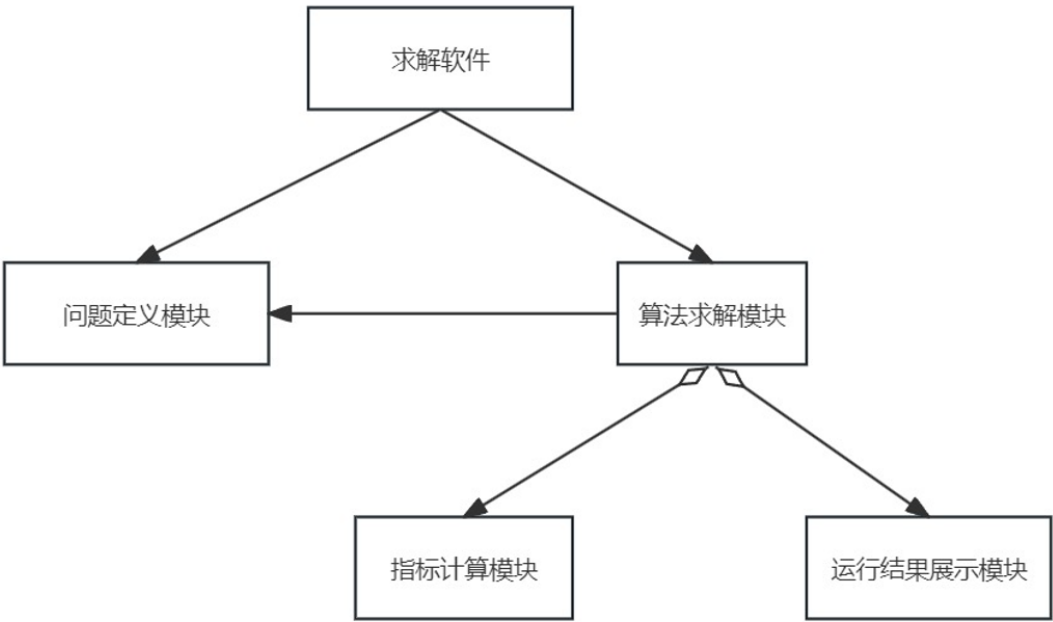 求解软件
问题定义模块
算法求解模块
指标计算模块
运行结果展示模块